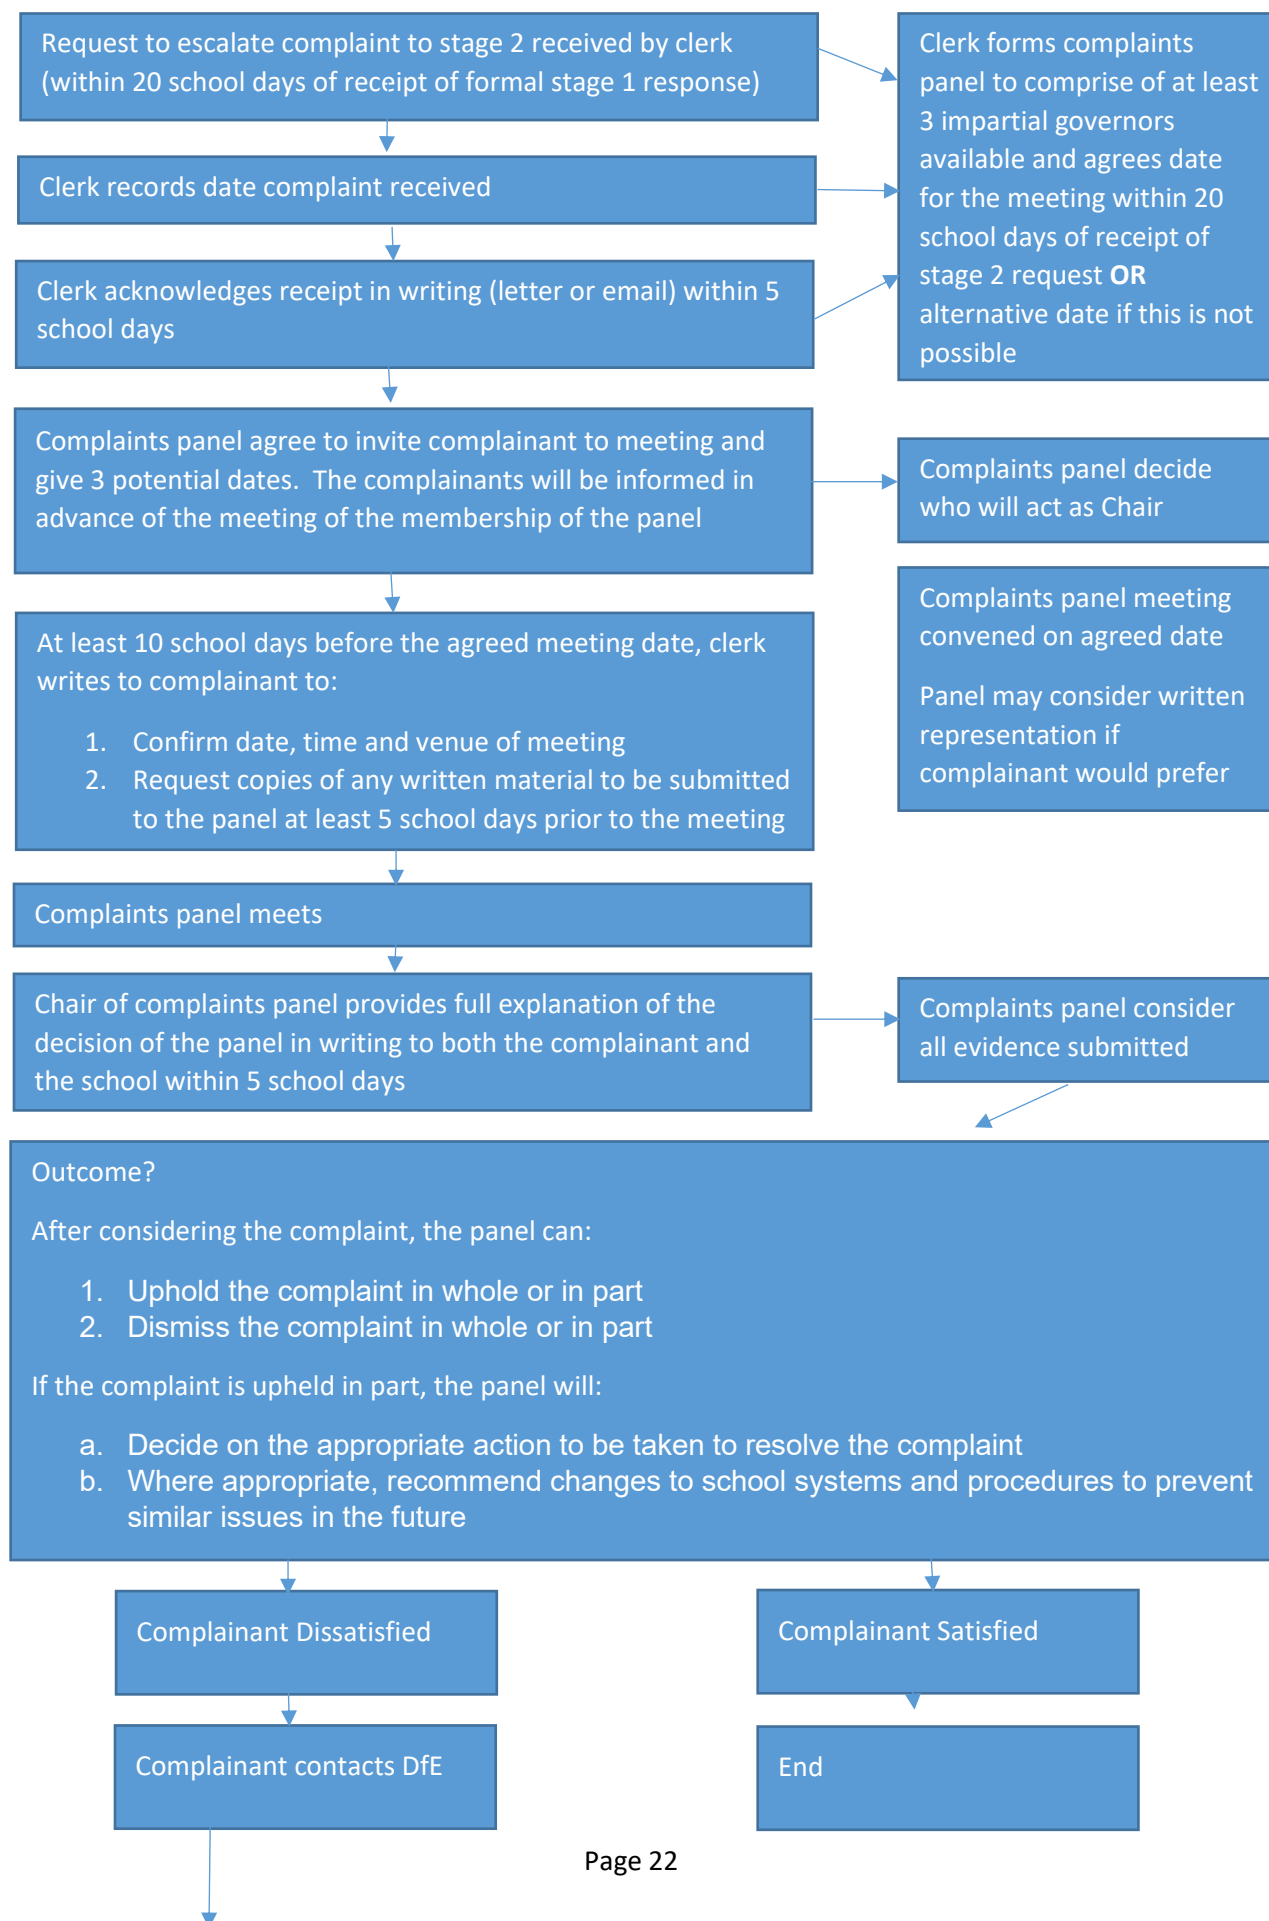 Request to escalate complaint to stage 2 received by clerk
(within 20 school days of receipt of formal stage 1 response)
Clerk forms complaints
panel to comprise of at least
3 impartial governors
available and agrees date
for the meeting within 20
school days of receipt of
stage 2 request OR
alternative date if this is not
possible
Clerk records date complaint received
Clerk acknowledges receipt in writing (letter or email) within 5
school days
Complaints panel agree to invite complainant to meeting and
give 3 potential dates.  The complainants will be informed in
advance of the meeting of the membership of the panel
Complaints panel decide
who will act as Chair
Complaints panel meeting
convened on agreed date
Panel may consider written
representation if
complainant would prefer
At least 10 school days before the agreed meeting date, clerk
writes to complainant to:
1. Confirm date, time and venue of meeting
2. Request copies of any written material to be submitted
to the panel at least 5 school days prior to the meeting
Complaints panel meets
Chair of complaints panel provides full explanation of the
decision of the panel in writing to both the complainant and
the school within 5 school days
Complaints panel consider
all evidence submitted
Outcome?
After considering the complaint, the panel can:
1. Uphold the complaint in whole or in part
2. Dismiss the complaint in whole or in part
If the complaint is upheld in part, the panel will:
a. Decide on the appropriate action to be taken to resolve the complaint
b. Where appropriate, recommend changes to school systems and procedures to prevent
similar issues in the future
Complainant Dissatisfied
Complainant Satisfied
Complainant contacts DfE
End
Page 22